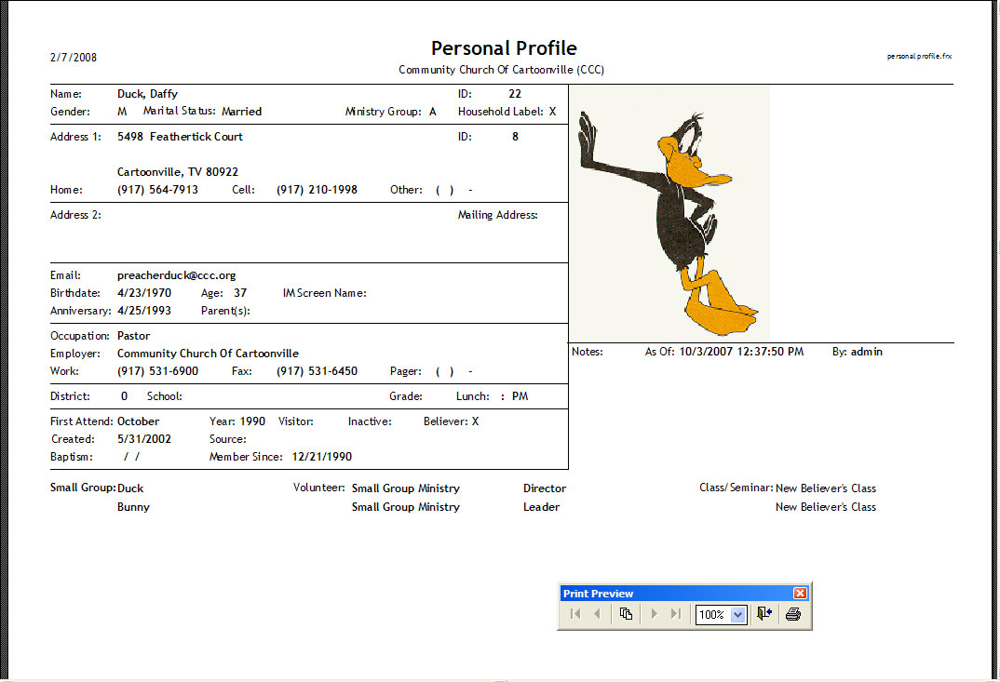 Personal Profile
2/7/2008
personal profile.frx
Community Church Of Cartoonville (CCC)
Name: Duck, Daffy ID: 22
Gender: M Marital Status: Married Ministry Group: A Household Label: X
Address 1: 5498 Feathertick Court ID: 8
Cartoonville, TV 80922
Home: (917) 564-7913 Cell: (917) 210-1998 Other: ( ) -
Address 2: Mailing Address:
Email: preacherduck@ccc.org
Birthdate: 4/23/1970 Age: 37 IM Screen Name:
Anniversary: 4/25/1993 Parent(s):
Occupation: Pastor
Employer: Community Church Of Cartoonville
Work: (917) 531-6900 Fax: (917) 531-6450 Pager: ( ) -
Notes: As Of: 10/3/2007 12:37:50 PM By: admin
District: 0 School: Grade: Lunch: : PM
First Attend: October Year: 1990 Visitor: Inactive: Believer: X
Created: 5/31/2002 Source:
Baptism: / / Member Since: 12/21/1990
Small Group: Duck Volunteer: Small Group Ministry Director Class/Seminar: New Believer's Class
Bunny Small Group Ministry Leader New Believer's Class
Print Preview
100%